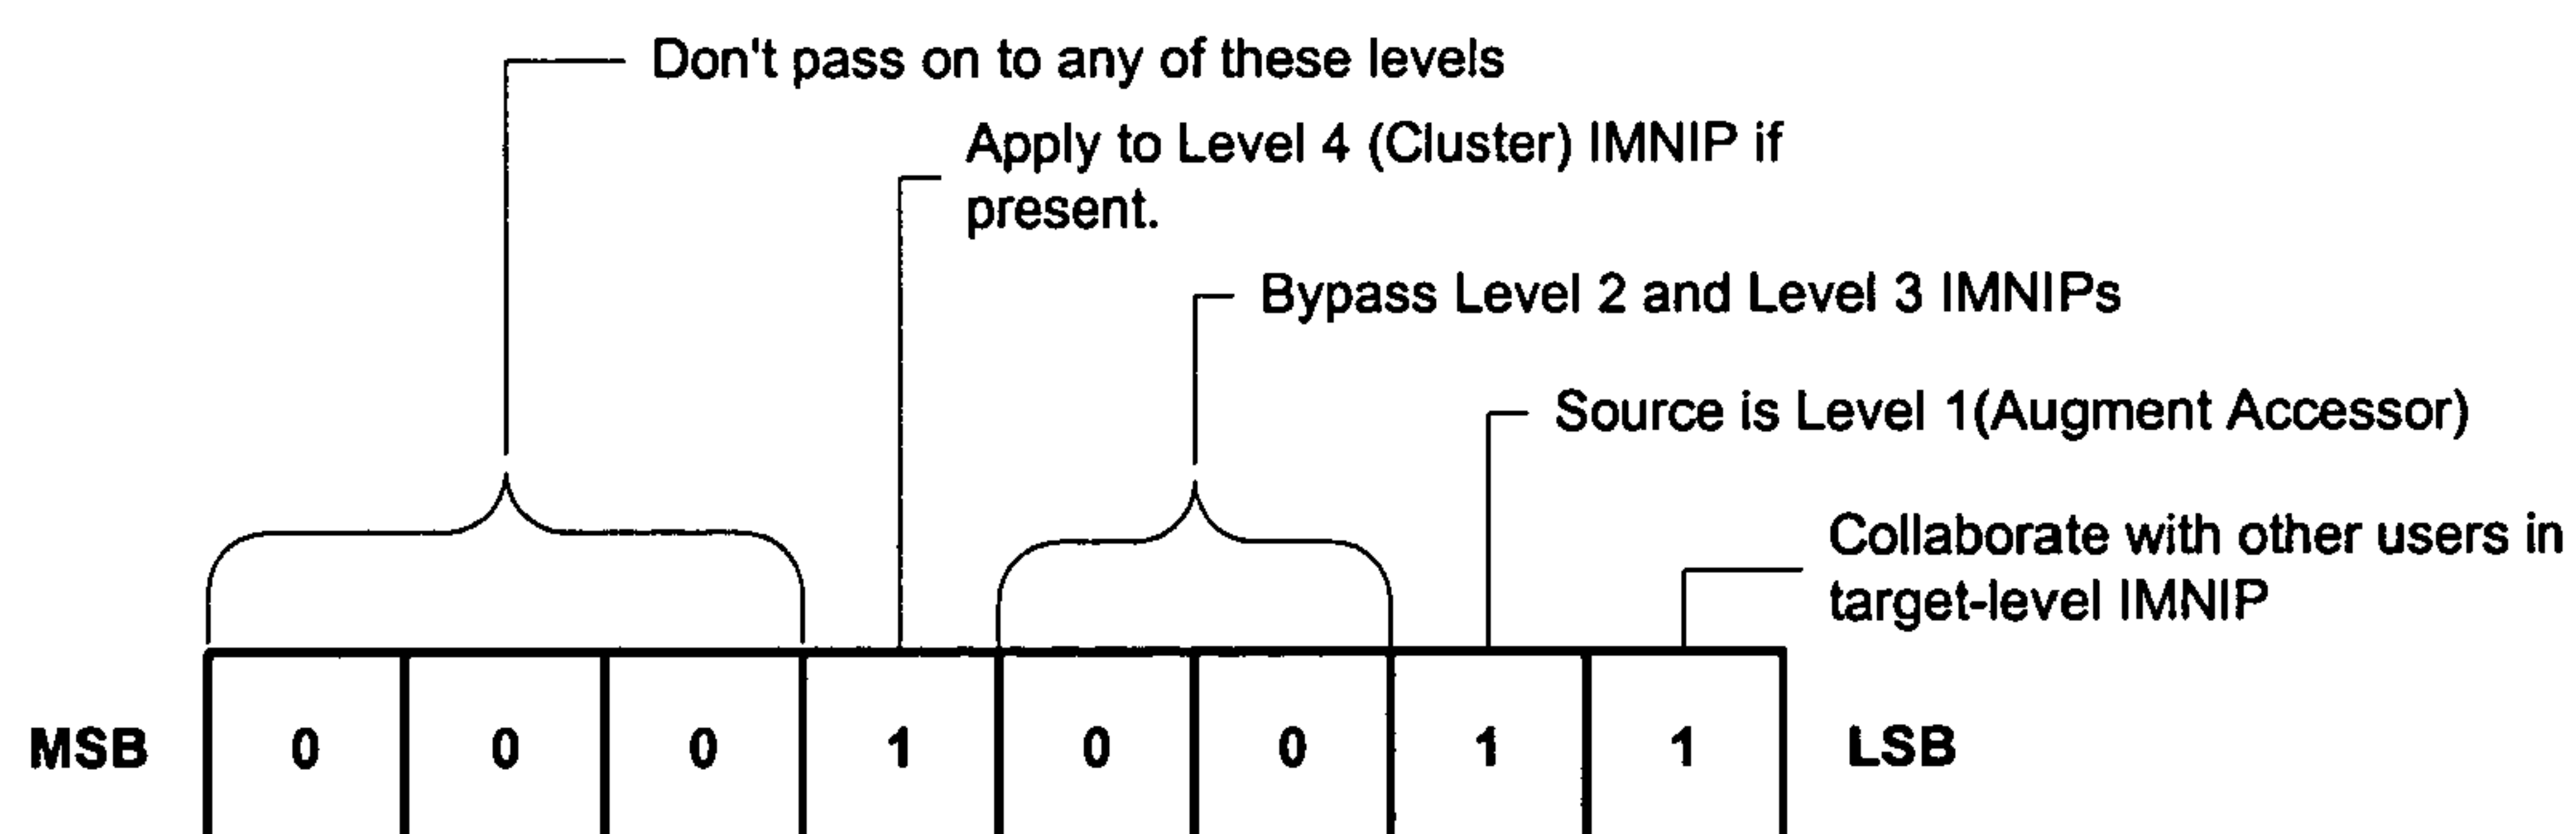 Don't pass on to any of these levels
Apply to Level 4 (Cluster) IMNIP if
present.
Bypass Level 2 and Level 3 IMNIPs
Source is Level 1(Augment Accessor)
Collaborate with other users in
target-level IMNIP
MSB 0 0 0 1 0 0 1 1 LSB